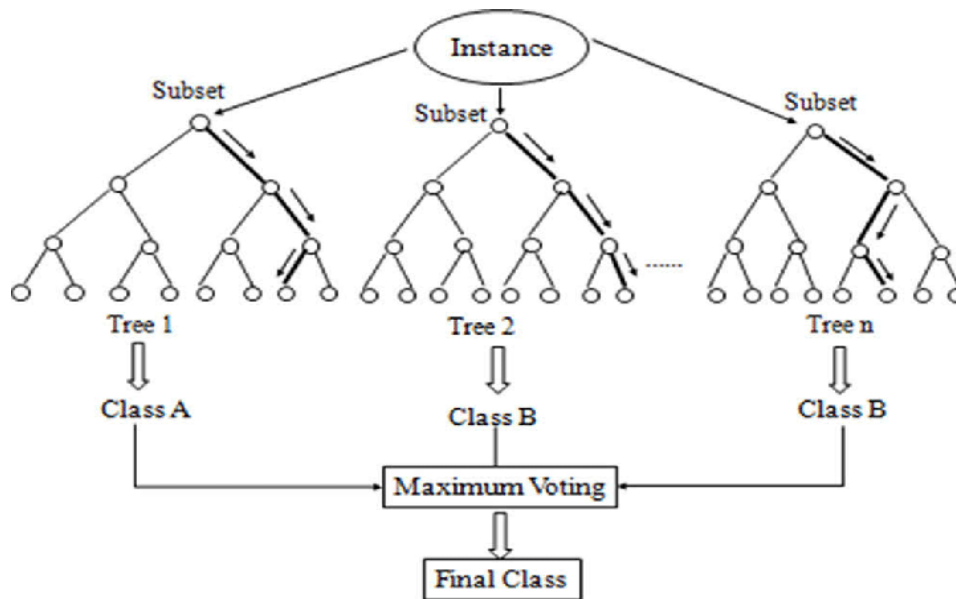 Instance
Subset
Subset
Subset
......
Tree 1
Tree 2
Tree n
Class A
Class B
Class B
Maximum Voting
Final Class